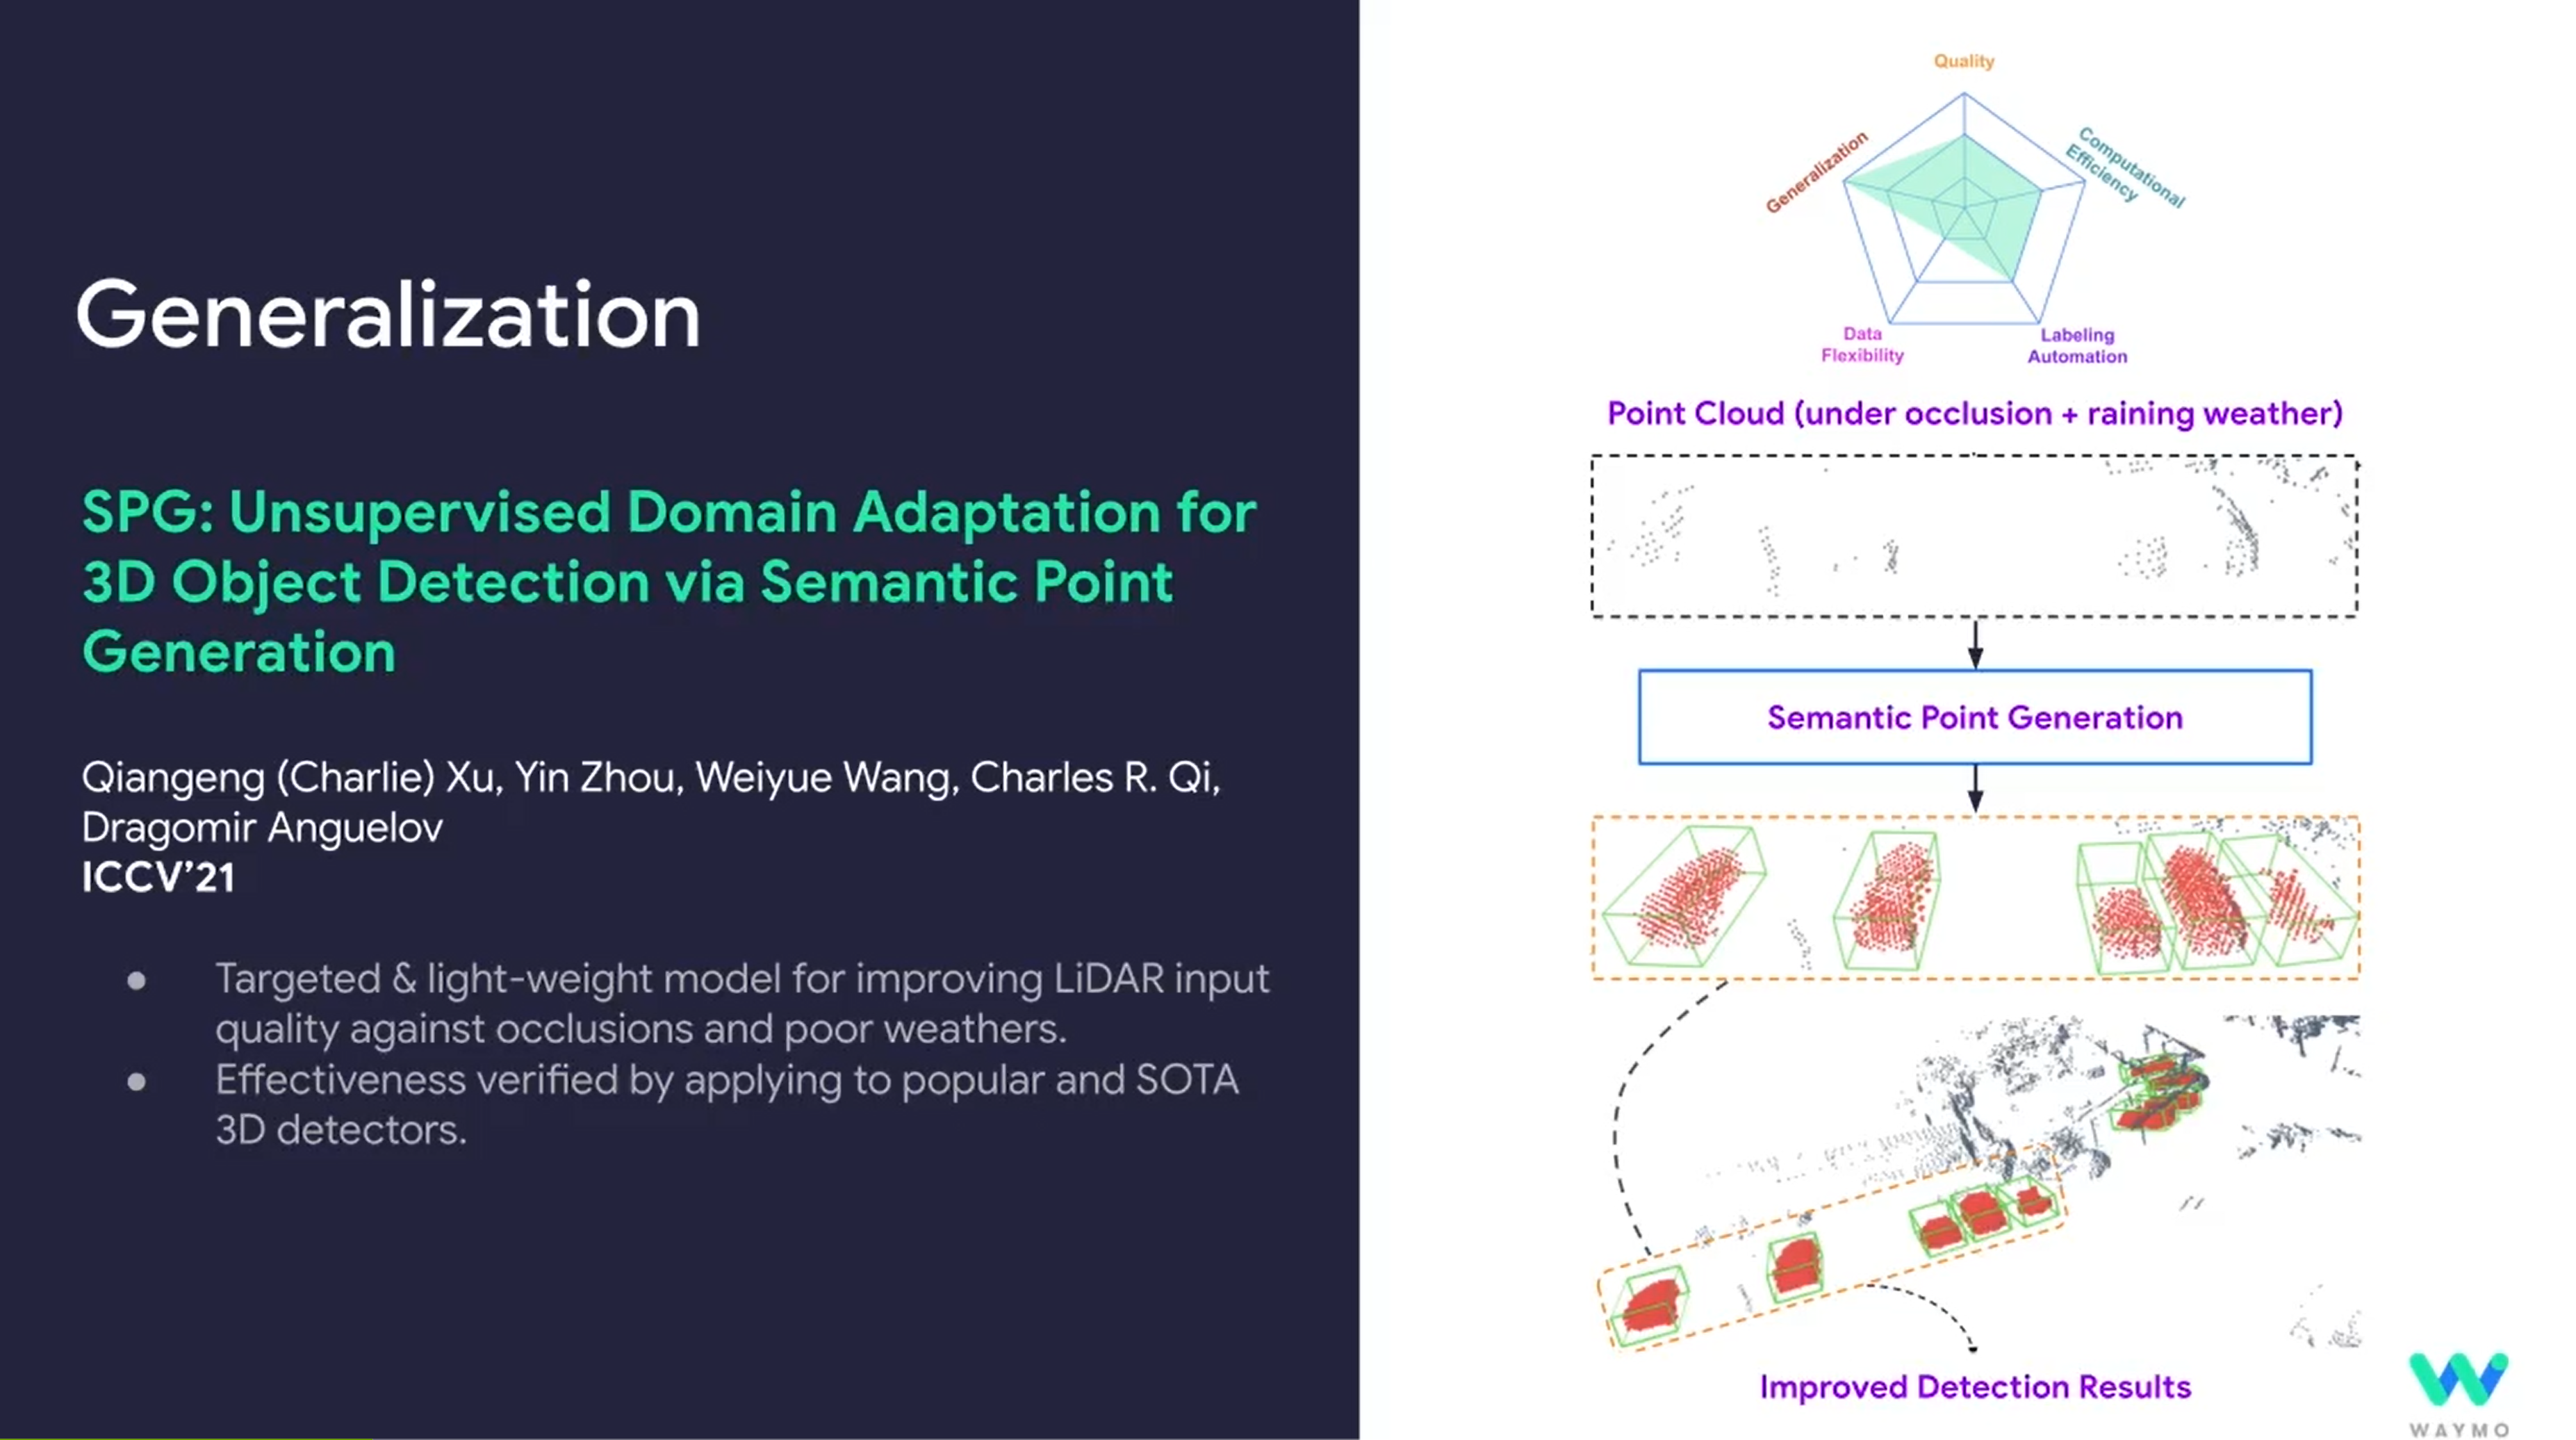 Generalization
SPG: Unsupervised Domain Adaptation for
3D Object Detection via Semantic Point
Generation
Qiangeng (Charlie) Xu, Yin Zhou, Weiyue Wang, Charles R. Qi,
Dragomir Anguelov
ICCV’21
● Targeted & light-weight model for improving LiDAR input
quality against occlusions and poor weathers.
● Effectiveness verified by applying to popular and SOTA
3D detectors.
Quality
Generalization
Computational
Efficiency
Data
Flexibility
Labeling
Automation
Point Cloud (under occlusion + raining weather)
Semantic Point Generation
Improved Detection Results
WAYMO